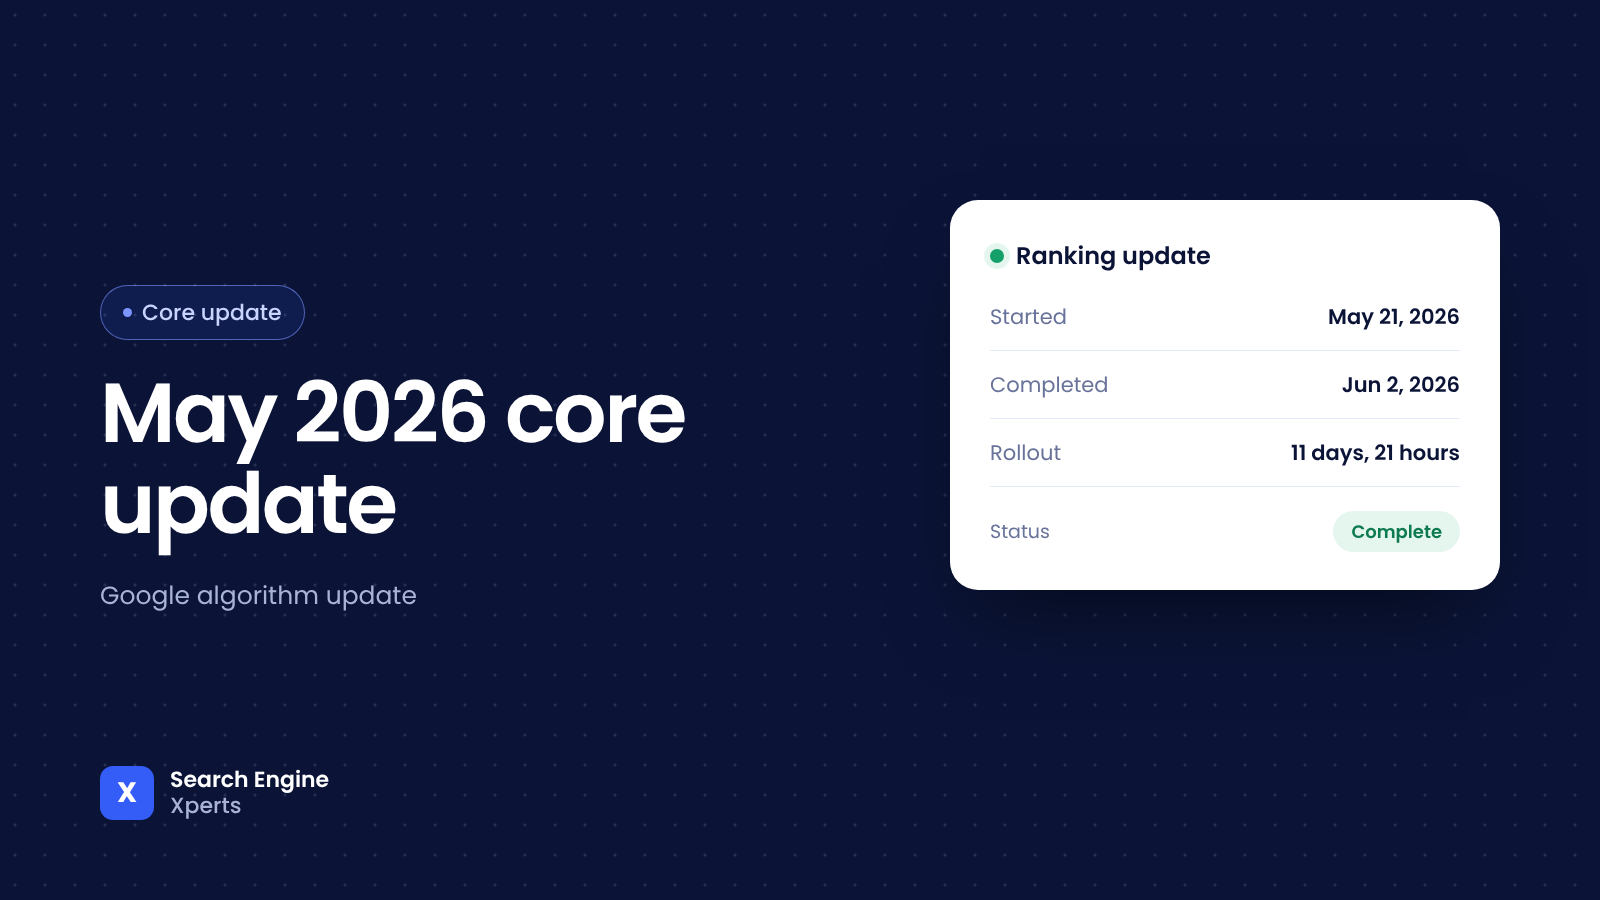 Core update
May 2026 core
update
Google algorithm update
Ranking update
Started May 21, 2026
Completed Jun 2, 2026
Rollout 11 days, 21 hours
Status Complete
X
Search Engine
Xperts